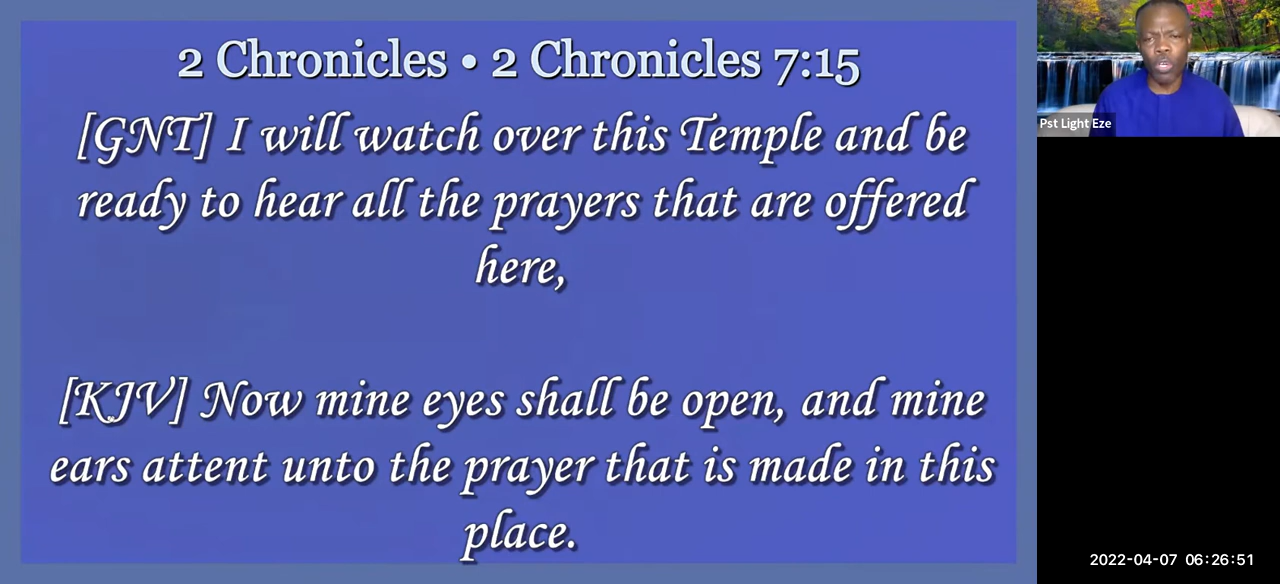 2 Chronicles • 2 Chronicles 7:15
[GNT] I will watch over this Temple and be
ready to hear all the prayers that are offered
here,
[KJV] Now mine eyes shall be open, and mine
ears attent unto the prayer that is made in this
place.
Pst Light Eze
2022-04-07 06:26:51